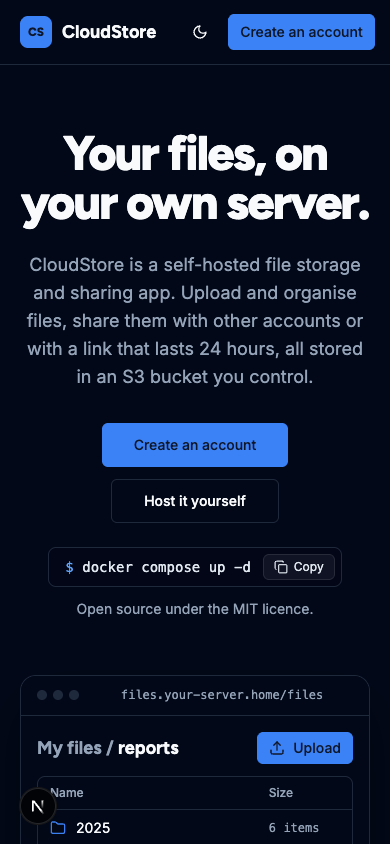 CS CloudStore Create an account
Your files, on
your own server.
CloudStore is a self-hosted file storage
and sharing app. Upload and organise
files, share them with other accounts or
with a link that lasts 24 hours, all stored
in an S3 bucket you control.
Create an account
Host it yourself
$ docker compose up -d Copy
Open source under the MIT licence.
files.your-server.home/files
My files / reports Upload
Name Size
N 2025 6 items